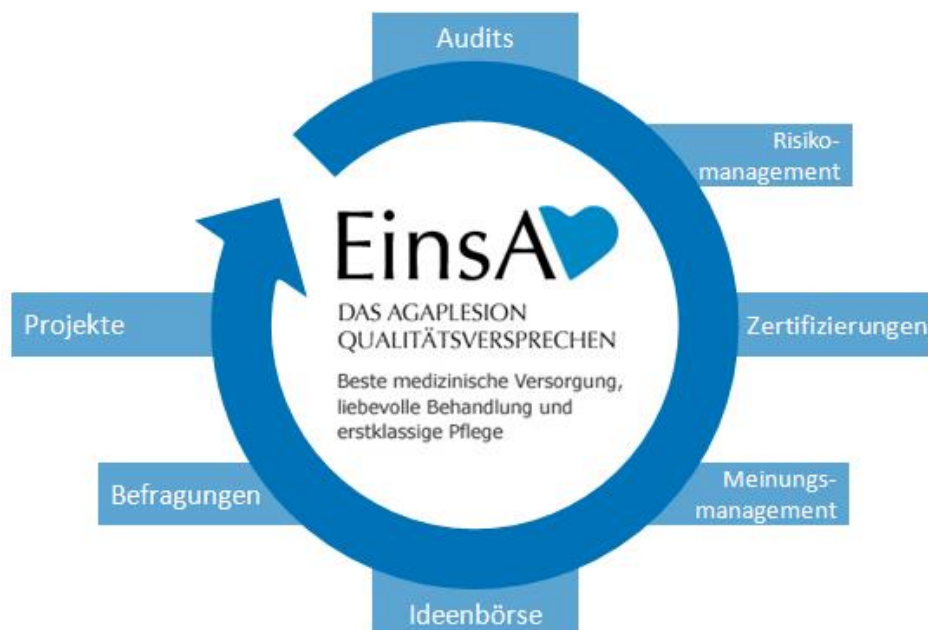 Audits
Risiko-
management
Zertifizierungen
Meinungs-
management
Ideenbörse
Befragungen
Projekte
EinsA
DAS AGAPLESION
QUALITÄTSVERSPRECHEN
Beste medizinische Versorgung,
liebevolle Behandlung und
erstklassige Pflege